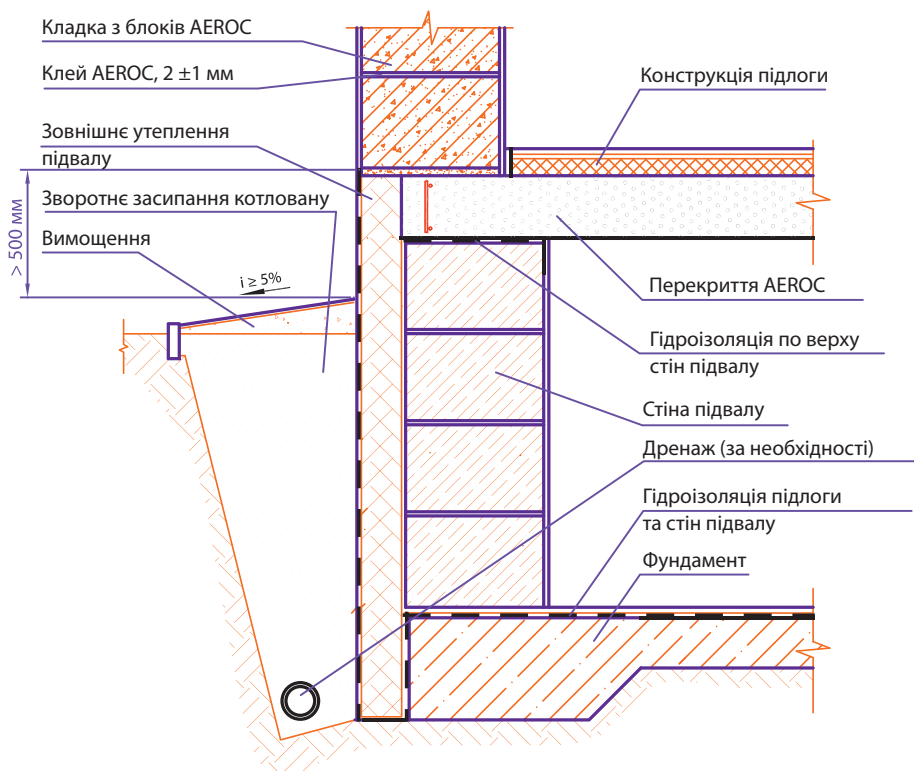 Кладка з блоків AEROC
Клей AEROC, 2 ±1 мм
Зовнішнє утеплення
підвалу
Зворотнє засипання котловану
Вимощення
> 500 мм
i ≥ 5%
Конструкція підлоги
Перекриття AEROC
Гідроізоляція по верху
стін підвалу
Стіна підвалу
Дренаж (за необхідності)
Гідроізоляція підлоги
та стін підвалу
Фундамент